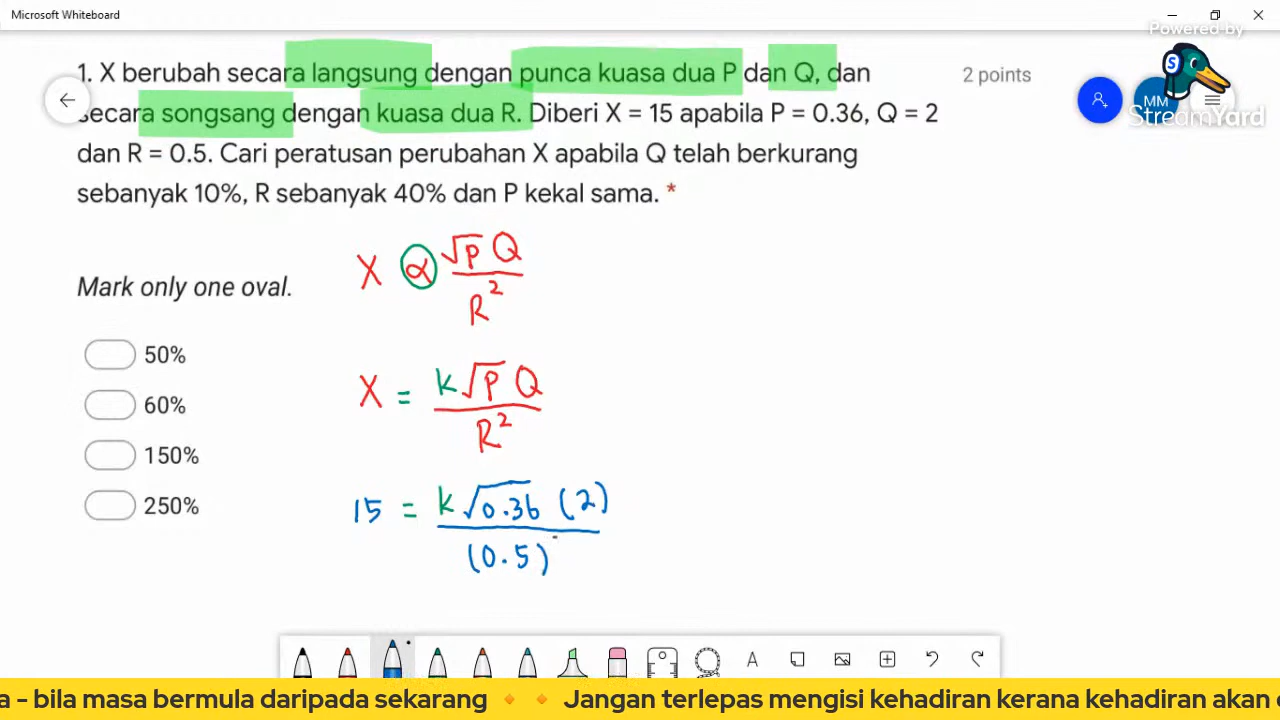 Microsoft Whiteboard
Powered by
StreamYard
MM
1. X berubah secara langsung dengan punca kuasa dua P dan Q, dan
secara songsang dengan kuasa dua R. Diberi X = 15 apabila P = 0.36, Q = 2
dan R = 0.5. Cari peratusan perubahan X apabila Q telah berkurang
sebanyak 10%, R sebanyak 40% dan P kekal sama. *
2 points
X α √P Q / R²
Mark only one oval.
50%
60%
150%
250%
X = k√P Q / R²
15 = k√0.36 (2) / (0.5)
A
a - bila masa bermula daripada sekarang 🔸🔸 Jangan terlepas mengisi kehadiran kerana kehadiran akan